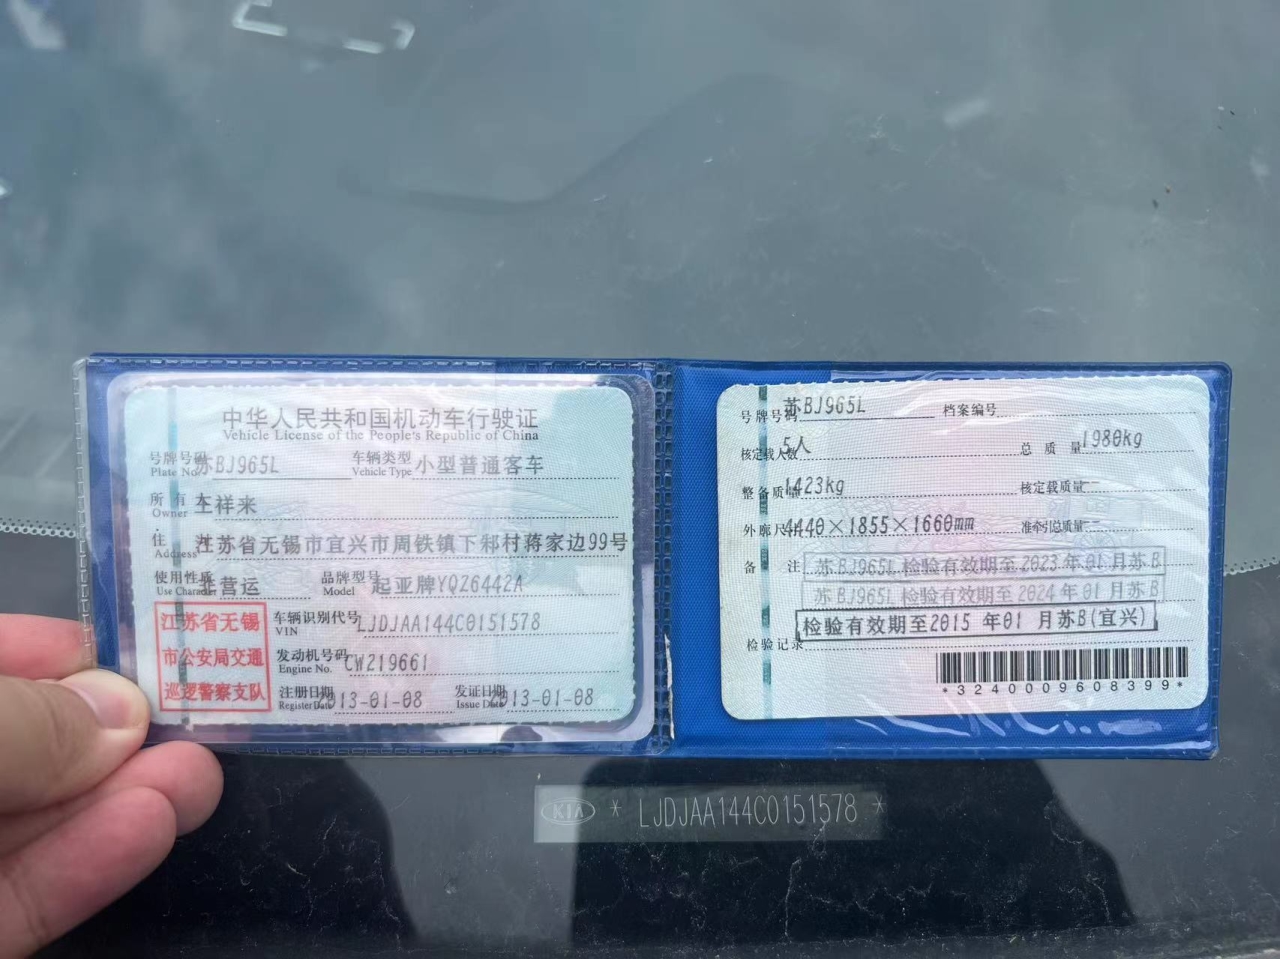 中华人民共和国机动车行驶证
Vehicle License of the People's Republic of China
号牌号码 苏BJ965L 车辆类型 小型普通客车
Plate No. Vehicle Type
所有人 王祥来
Owner
住址 江苏省无锡市宜兴市周铁镇下邾村蒋家边99号
Address
使用性质 非营运 品牌型号 起亚牌YQZ6442A
Use Character Model
江苏省无锡
市公安局交通
巡逻警察支队
车辆识别代号 LJDJAA144C0151578
VIN
发动机号码 CW219661
Engine No.
注册日期 2013-01-08 发证日期 2013-01-08
Register Date Issue Date
号牌号码 苏BJ965L 档案编号
核定载人数 5人 总质量 1980kg
整备质量 1423kg 核定载质量 --
外廓尺寸 4440×1855×1660mm 准牵引总质量 --
备注 苏BJ965L 检验有效期至2023年01月苏B
苏BJ965L 检验有效期至2024年01月苏B
检验有效期至2015 年01 月苏B(宜兴)
检验记录
*3240009608399*
KIA * LJDJAA144C0151578 *